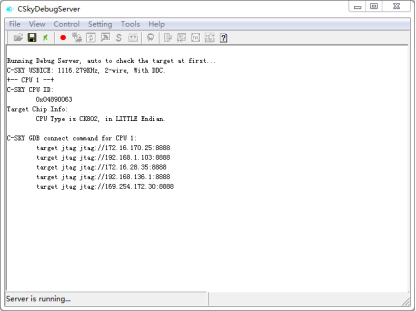 CSkyDebugServer
File View Control Setting Tools Help
Running Debug Server, auto to check the target at first...
C-SKY USBICE: 1116.279KHz, 2-wire, With DDC.
+-- CPU 1 --+
C-SKY CPU ID:
0x04890063
Target Chip Info:
CPU Type is CK802, in LITTLE Endian.
C-SKY GDB connect command for CPU 1:
target jtag jtag://172.16.170.25:8888
target jtag jtag://192.168.1.103:8888
target jtag jtag://172.16.28.35:8888
target jtag jtag://192.168.136.1:8888
target jtag jtag://169.254.172.30:8888
Server is running...